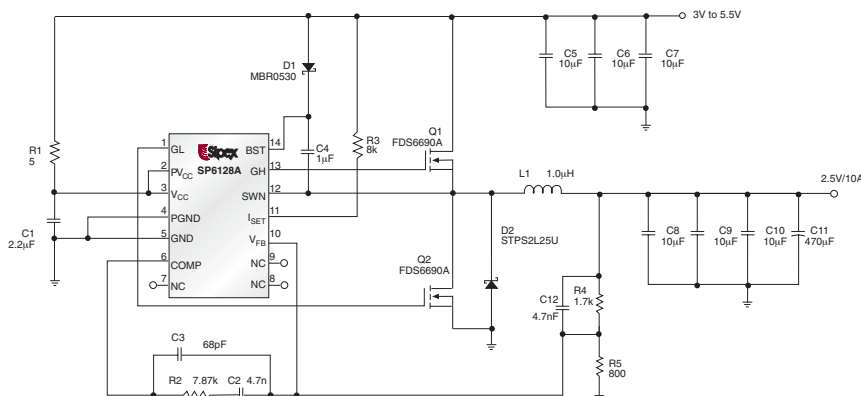 3V to 5.5V
D1
MBR0530
C5
10μF
C6
10μF
C7
10μF
R1
5
Sipex
SP6128A
1
GL
2
PVCC
3
VCC
4
PGND
5
GND
6
COMP
7
NC
BST
14
GH
13
SWN
12
ISET
11
VFB
10
NC
9
NC
8
C4
1μF
R3
8k
Q1
FDS6690A
L1 1.0μH
2.5V/10A
C1
2.2μF
D2
STPS2L25U
Q2
FDS6690A
C8
10μF
C9
10μF
C10
10μF
C11
470μF
C12
4.7nF
R4
1.7k
R5
800
C3
68pF
R2 7.87k C2 4.7n